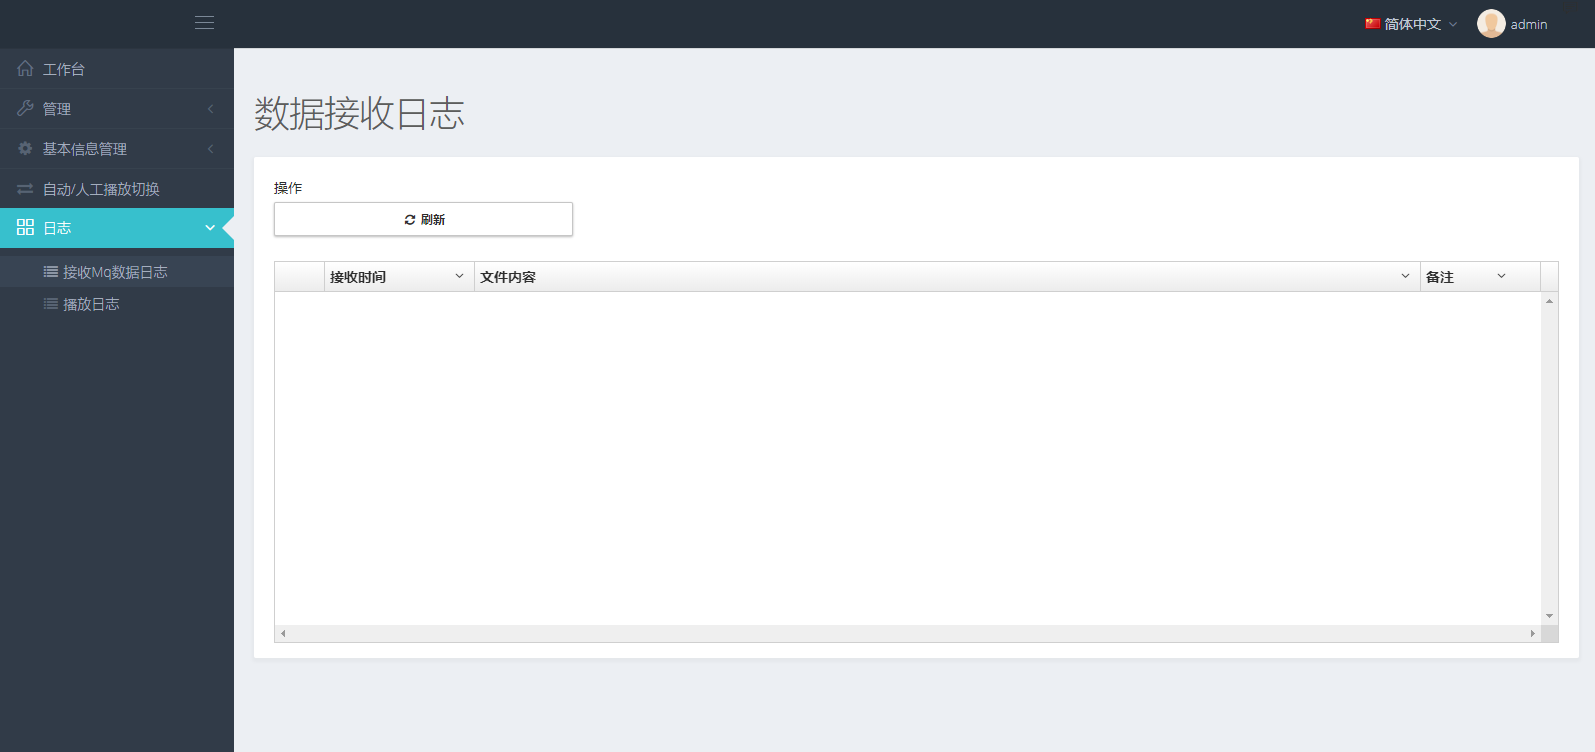 简体中文
admin
工作台
管理
基本信息管理
自动/人工播放切换
日志
接收Mq数据日志
播放日志
数据接收日志
操作
刷新
接收时间 文件内容 备注